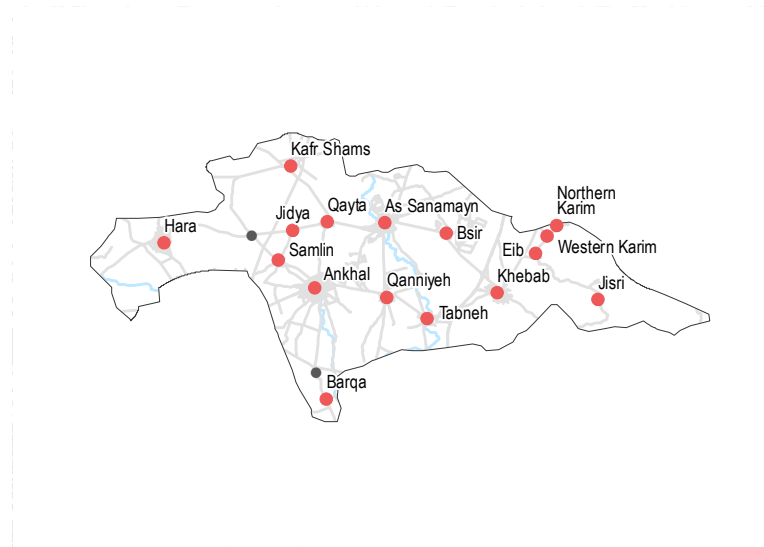 Kafr Shams
Northern
Karim
Hara
Jidya
Qayta
As Sanamayn
Bsir
Eib
Western Karim
Samlin
Ankhal
Qanniyeh
Khebab
Jisri
Tabneh
Barqa